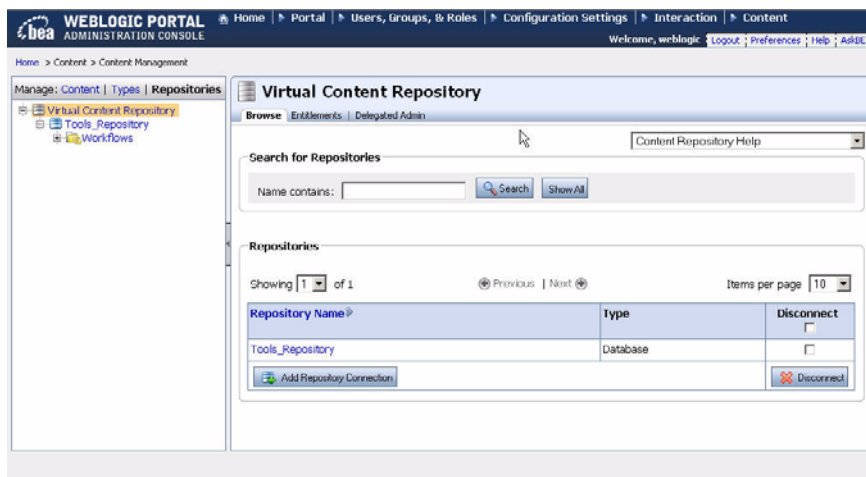 bea WEBLOGIC PORTAL
ADMINISTRATION CONSOLE
Home | Portal | Users, Groups, & Roles | Configuration Settings | Interaction | Content
Welcome, weblogic Logout Preferences Help AskBE
Home > Content > Content Management
Manage: Content | Types | Repositories
Virtual Content Repository
Tools_Repository
Workflows
Virtual Content Repository
Browse Entitlements | Delegated Admin
Content Repository Help
Search for Repositories
Name contains: Search Show All
Repositories
Showing 1 of 1 Previous | Next Items per page 10
Repository Name Type Disconnect
Tools_Repository Database
Add Repository Connection Disconnect